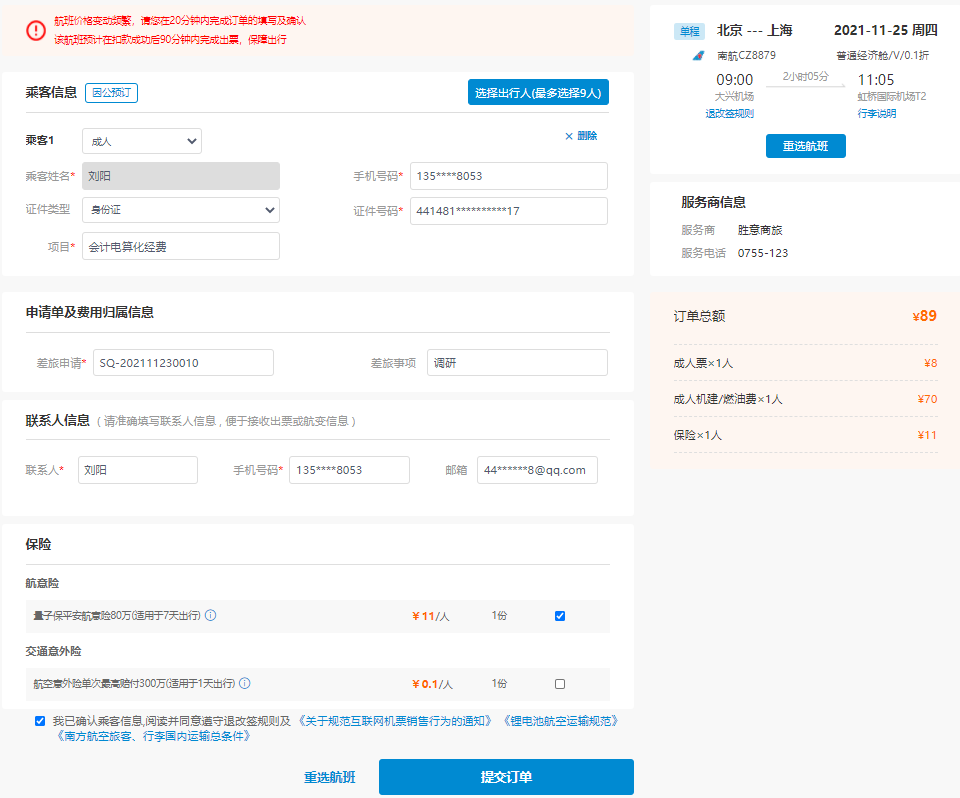 航班价格变动频繁，请您在20分钟内完成订单的填写及确认
该航班预计在扣款成功后90分钟内完成出票，保障出行
乘客信息 因公预订 选择出行人(最多选择9人)
乘客1 成人 × 删除
乘客姓名* 刘阳 手机号码* 135****8053
证件类型 身份证 证件号码* 441481**********17
项目* 会计电算化经费
申请单及费用归属信息
差旅申请* SQ-202111230010 差旅事项 调研
联系人信息 ( 请准确填写联系人信息 , 便于接收出票或航变信息 )
联系人* 刘阳 手机号码* 135****8053 邮箱 44******8@qq.com
保险
航意险
量子保平安航意险80万(适用于7天出行) ¥ 11/人 1份
交通意外险
航空意外险单次最高赔付300万(适用于1天出行) ¥ 0.1/人 1份
我已确认乘客信息,阅读并同意遵守退改签规则及 《关于规范互联网机票销售行为的通知》 《锂电池航空运输规范》
《南方航空旅客、行李国内运输总条件》
重选航班 提交订单
单程 北京 --- 上海 2021-11-25 周四
南航CZ8879 普通经济舱/V/0.1折
09:00 2小时05分 11:05
大兴机场 虹桥国际机场T2
退改签规则 行李说明
重选航班
服务商信息
服务商 胜意商旅
服务电话 0755-123
订单总额 ¥89
成人票×1人 ¥8
成人机建/燃油费×1人 ¥70
保险×1人 ¥11